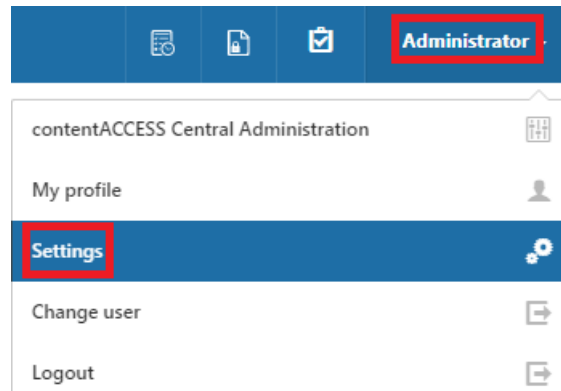 Administrator
contentACCESS Central Administration
My profile
Settings
Change user
Logout